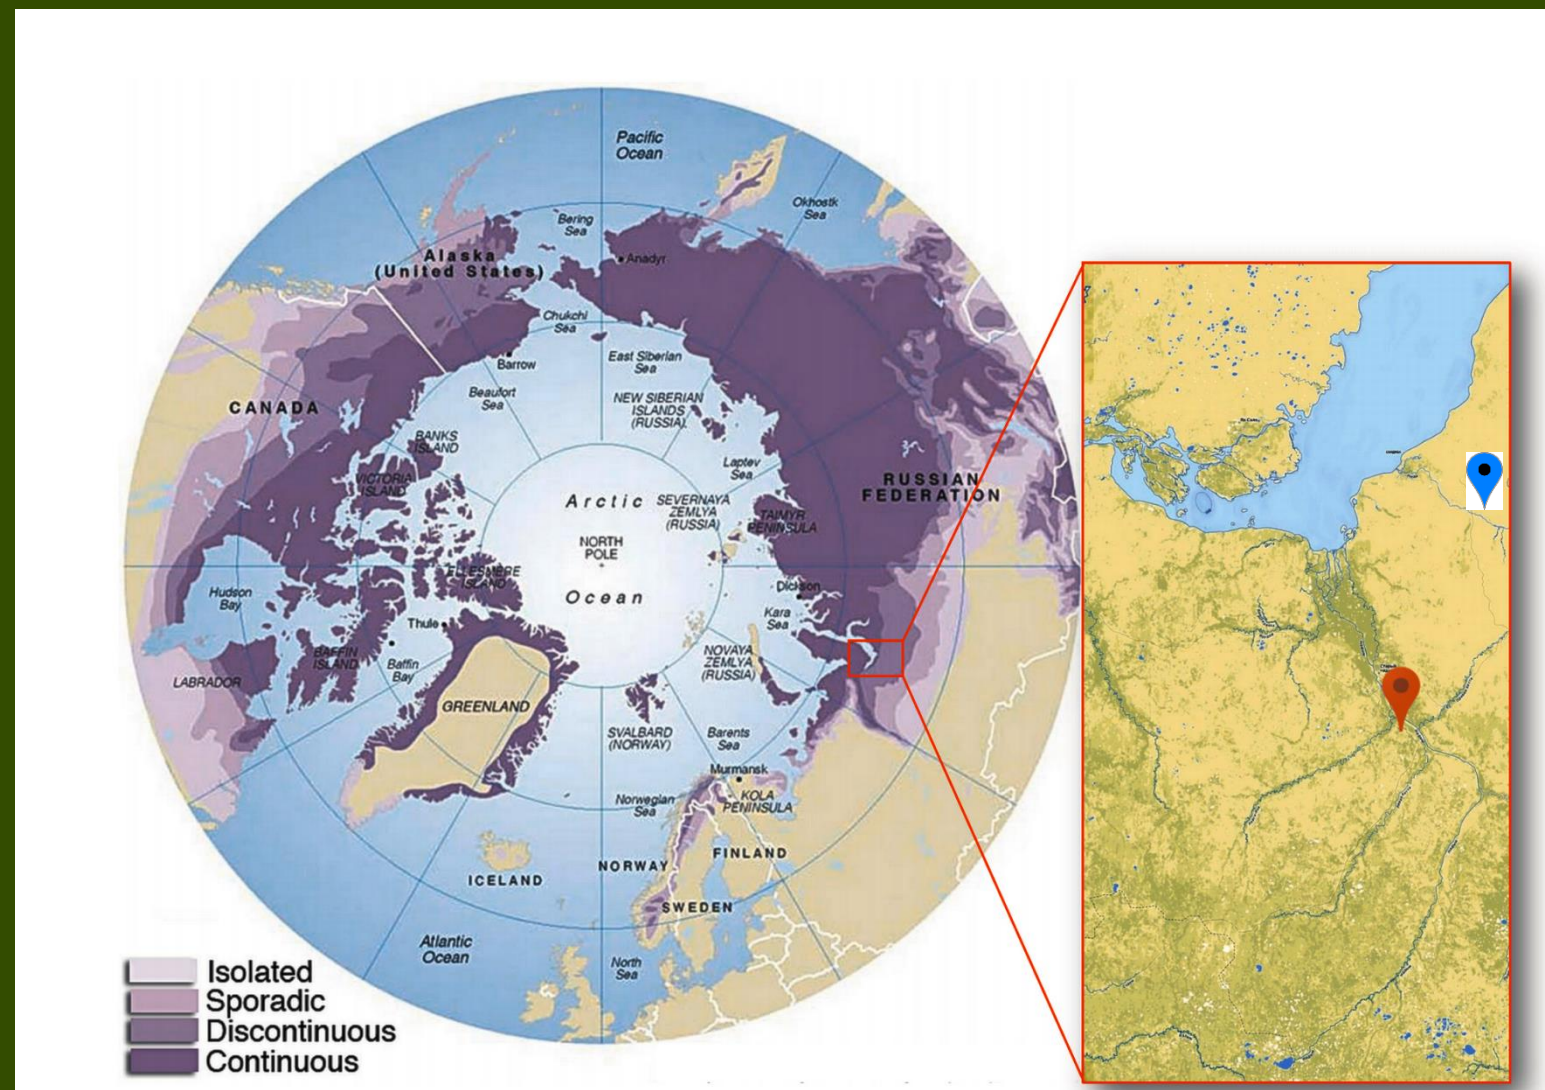 Pacific
Ocean
Okhostk
Sea
Bering
Sea
Anadyr
Alaska
(United States)
Chukchi
Sea
East Siberian
Sea
Barrow
Beaufort
Sea
NEW SIBERIAN
ISLANDS
(RUSSIA)
CANADA
BANKS
ISLAND
Laptev
Sea
VICTORIA
ISLAND
RUSSIAN
FEDERATION
Arctic
SEVERNAYA
ZEMLYA
(RUSSIA)
TAIMYR
PENINSULA
NORTH
POLE
ELLESMERE
ISLAND
Ocean
Dickson
Hudson
Bay
Kara
Sea
Thule
BAFFIN
ISLAND
Baffin
Bay
NOVAYA
ZEMLYA
(RUSSIA)
LABRADOR
GREENLAND
SVALBARD
(NORWAY)
Barents
Sea
Murmansk
Norwegian
Sea
KOLA
PENINSULA
FINLAND
NORWAY
ICELAND
SWEDEN
Atlantic
Ocean
North
Sea
Isolated
Sporadic
Discontinuous
Continuous